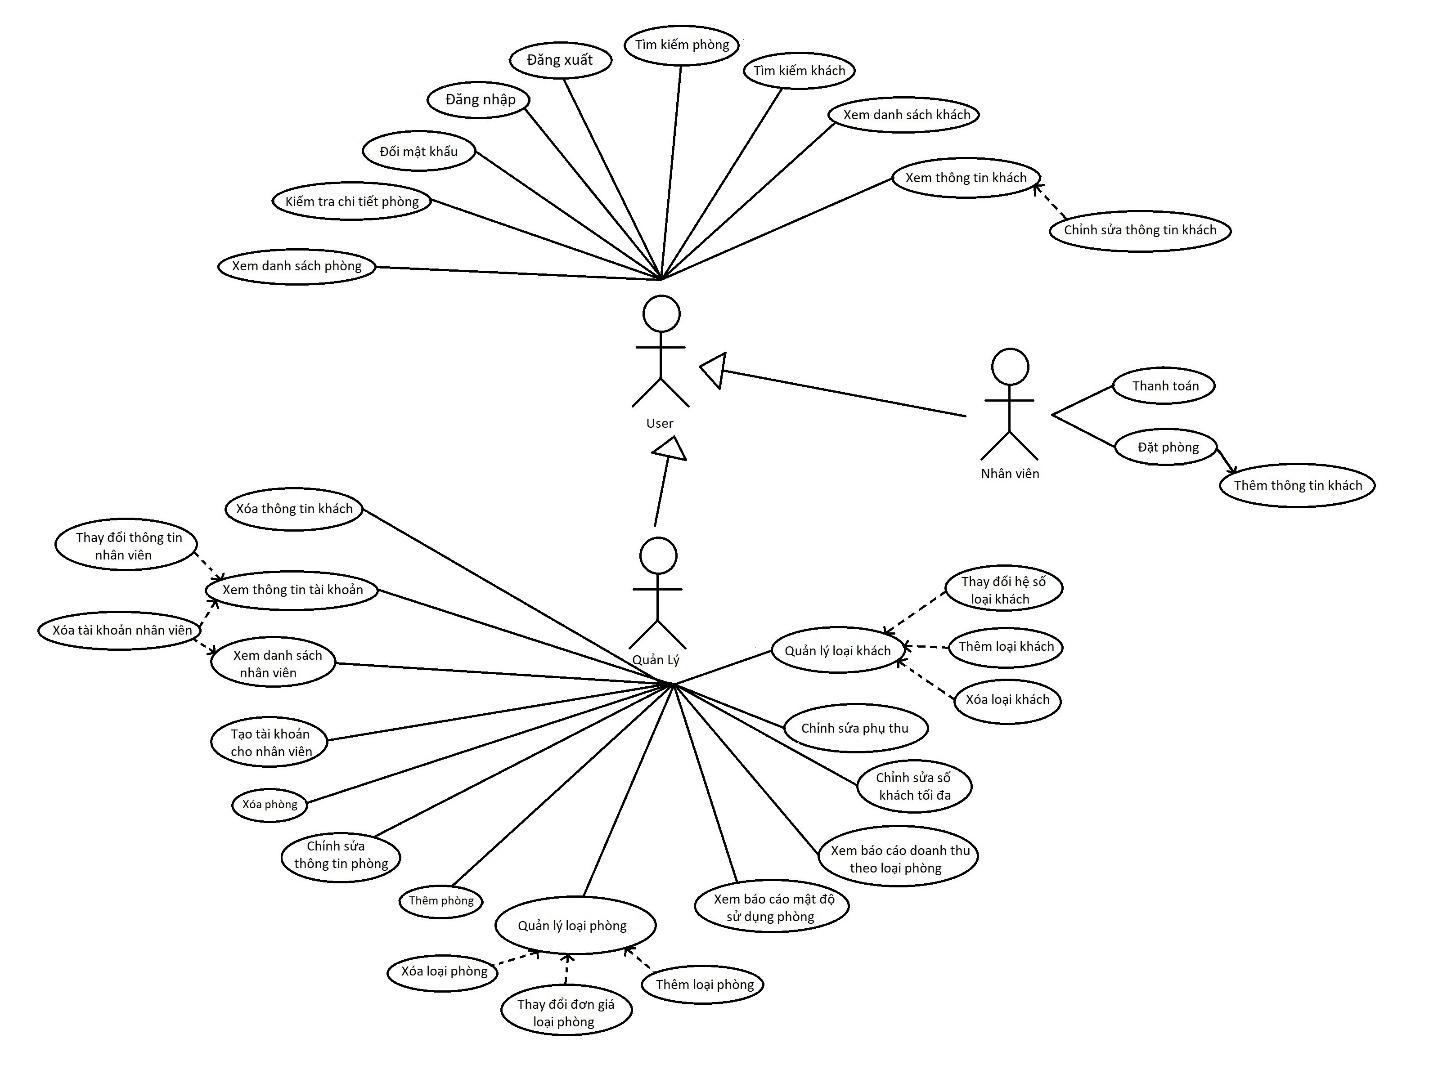 Tìm kiếm phòng
Đăng xuất
Tìm kiếm khách
Đăng nhập
Xem danh sách khách
Đổi mật khẩu
Xem thông tin khách
Kiểm tra chi tiết phòng
Chỉnh sửa thông tin khách
Xem danh sách phòng
User
Thanh toán
Đặt phòng
Nhân viên
Thêm thông tin khách
Xóa thông tin khách
Thay đổi thông tin
nhân viên
Xem thông tin tài khoản
Thay đổi hệ số
loại khách
Xóa tài khoản nhân viên
Xem danh sách
nhân viên
Quản Lý
Quản lý loại khách
Thêm loại khách
Xóa loại khách
Tạo tài khoản
cho nhân viên
Chỉnh sửa phụ thu
Chỉnh sửa số
khách tối đa
Xóa phòng
Chỉnh sửa
thông tin phòng
Xem báo cáo doanh thu
theo loại phòng
Thêm phòng
Xem báo cáo mật độ
sử dụng phòng
Quản lý loại phòng
Xóa loại phòng
Thêm loại phòng
Thay đổi đơn giá
loại phòng